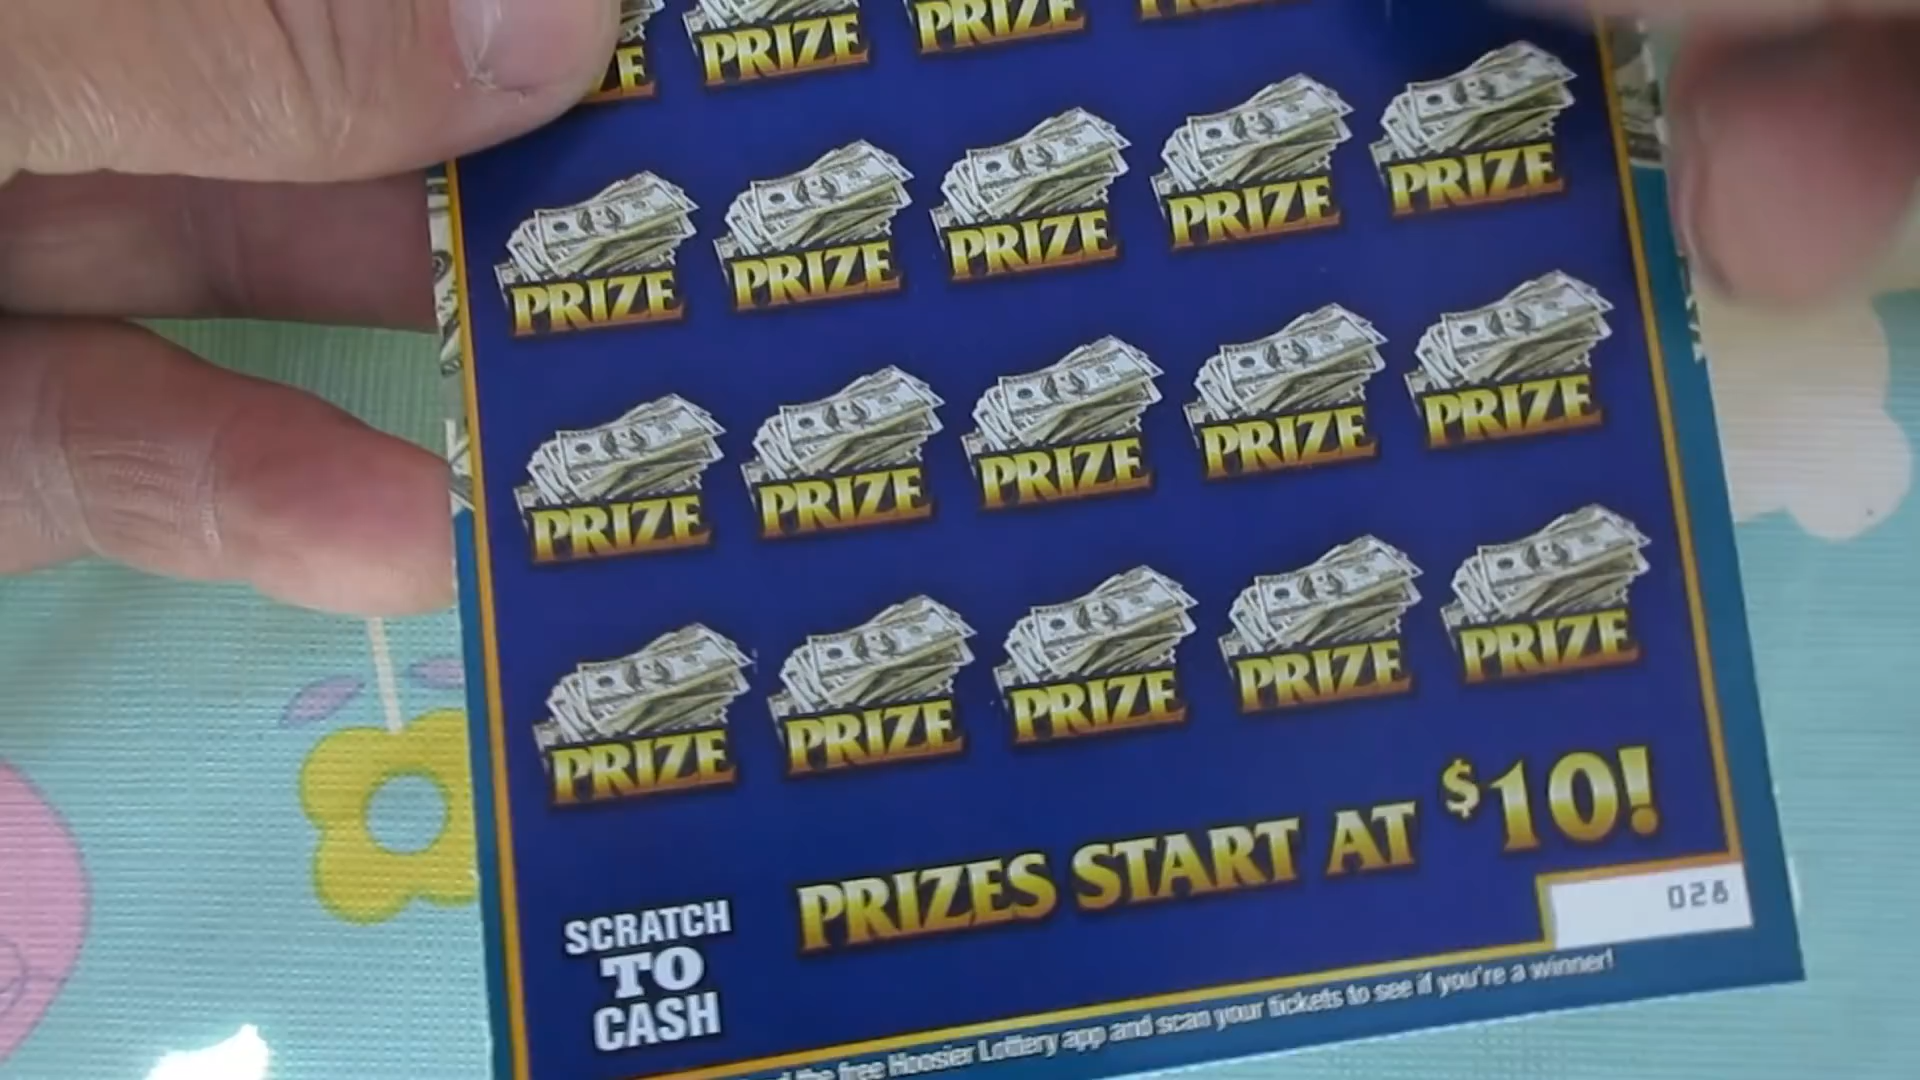 PRIZE PRIZE
PRIZE PRIZE PRIZE PRIZE PRIZE
PRIZE PRIZE PRIZE PRIZE PRIZE
PRIZE PRIZE PRIZE PRIZE PRIZE
PRIZES START AT $10!
SCRATCH
TO
CASH
028
the free Hoosier Lottery app and scan your tickets to see if you're a winner!